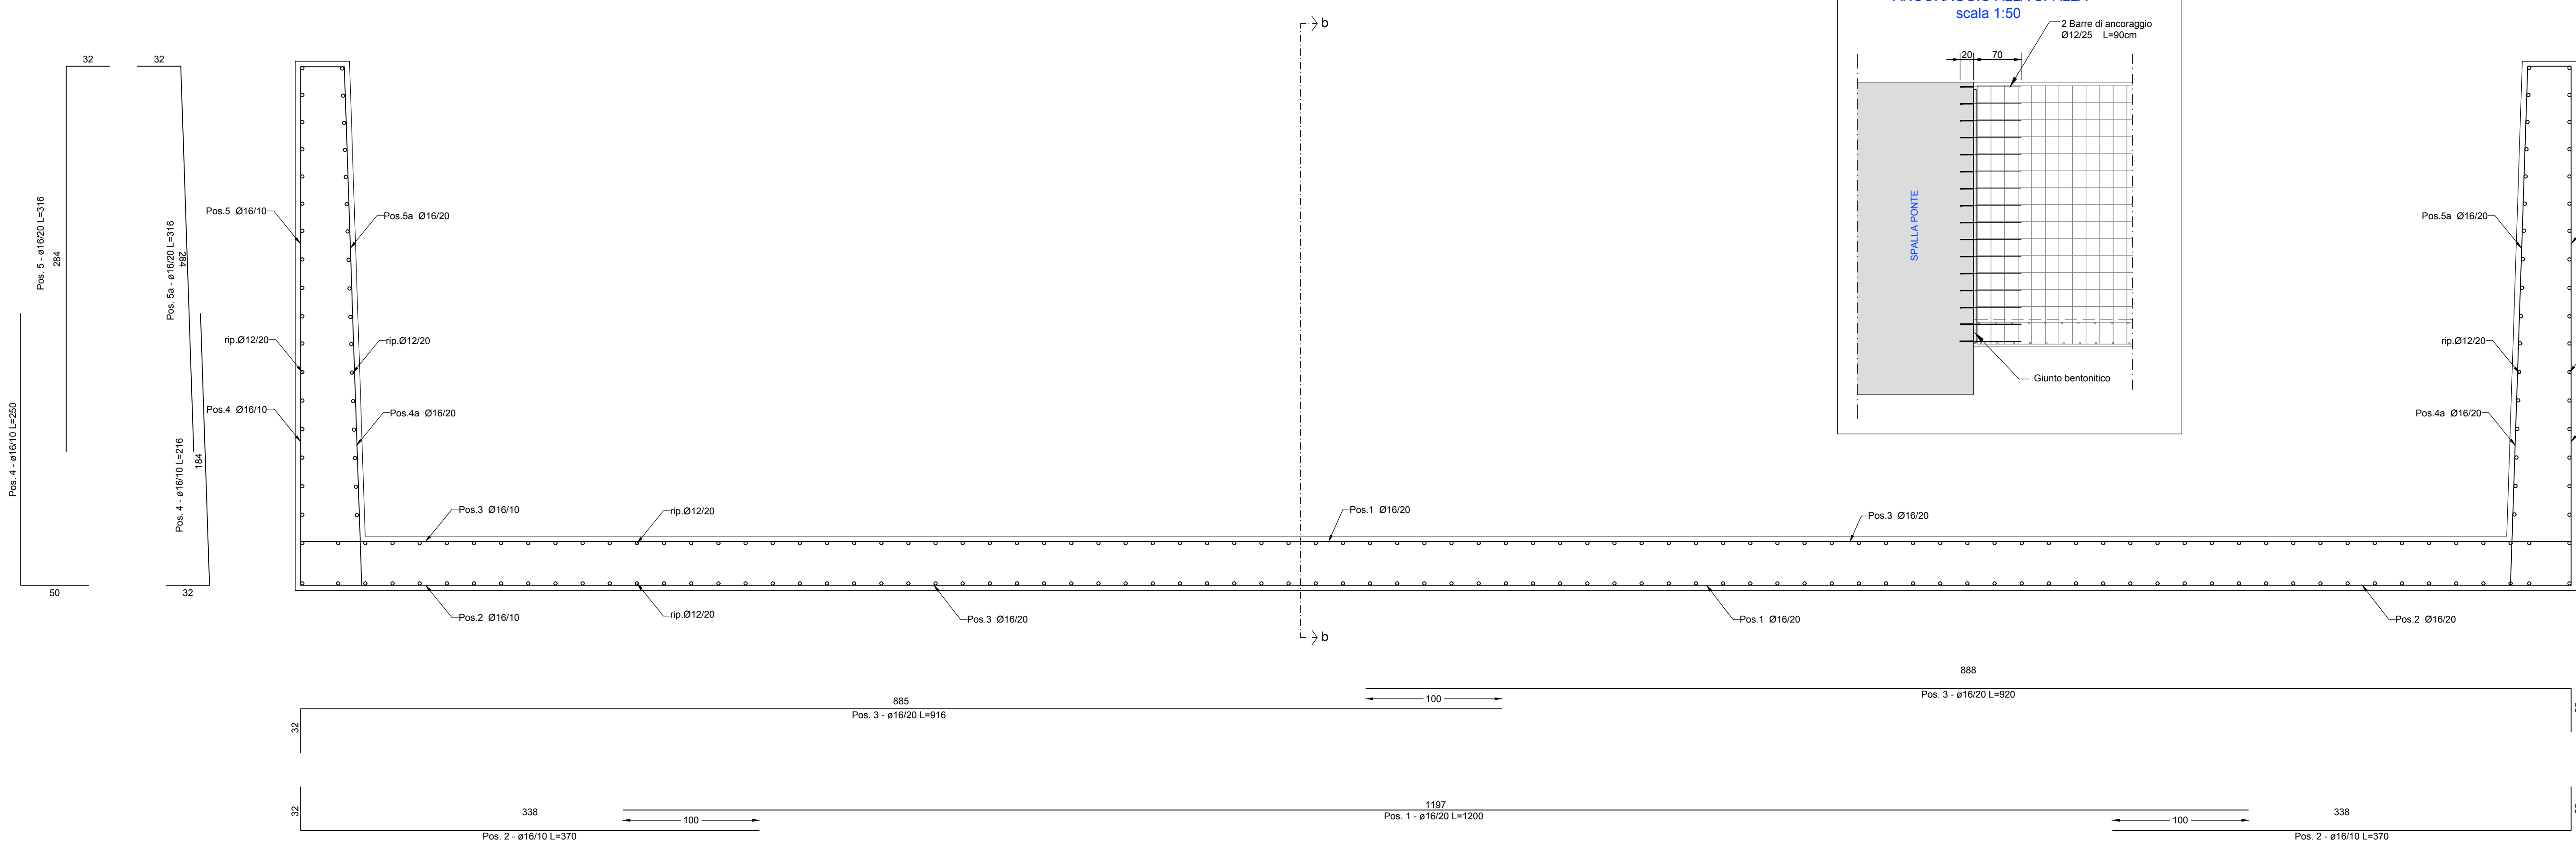 scala 1:50
2 Barre di ancoraggio
Ø12/25 L=90cm
20
70
SPALLA PONTE
Giunto bentonitico
b
32
32
Pos. 5 - ø16/20 L=316
284
Pos. 5a - ø16/20 L=316
284
Pos. 4 - ø16/10 L=250
50
Pos. 4 - ø16/10 L=216
184
32
Pos.5 Ø16/10
Pos.5a Ø16/20
rip.Ø12/20
rip.Ø12/20
Pos.4 Ø16/10
Pos.4a Ø16/20
Pos.5a Ø16/20
rip.Ø12/20
Pos.4a Ø16/20
Pos.3 Ø16/10
rip.Ø12/20
Pos.1 Ø16/20
Pos.3 Ø16/20
Pos.2 Ø16/10
rip.Ø12/20
Pos.3 Ø16/20
Pos.1 Ø16/20
Pos.2 Ø16/20
b
888
Pos. 3 - ø16/20 L=920
100
885
Pos. 3 - ø16/20 L=916
32
32
338
Pos. 2 - ø16/10 L=370
100
1197
Pos. 1 - ø16/20 L=1200
100
338
Pos. 2 - ø16/10 L=370